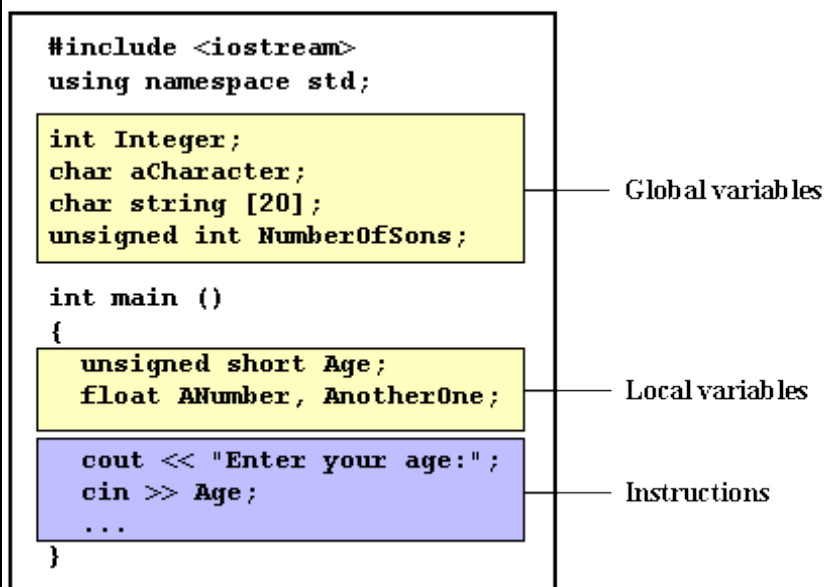 #include <iostream>
using namespace std;
int Integer;
char aCharacter;
char string [20];
unsigned int NumberOfSons;
Global variables
int main ()
{
unsigned short Age;
float ANumber, AnotherOne;
Local variables
cout << "Enter your age:";
cin >> Age;
...
Instructions
}